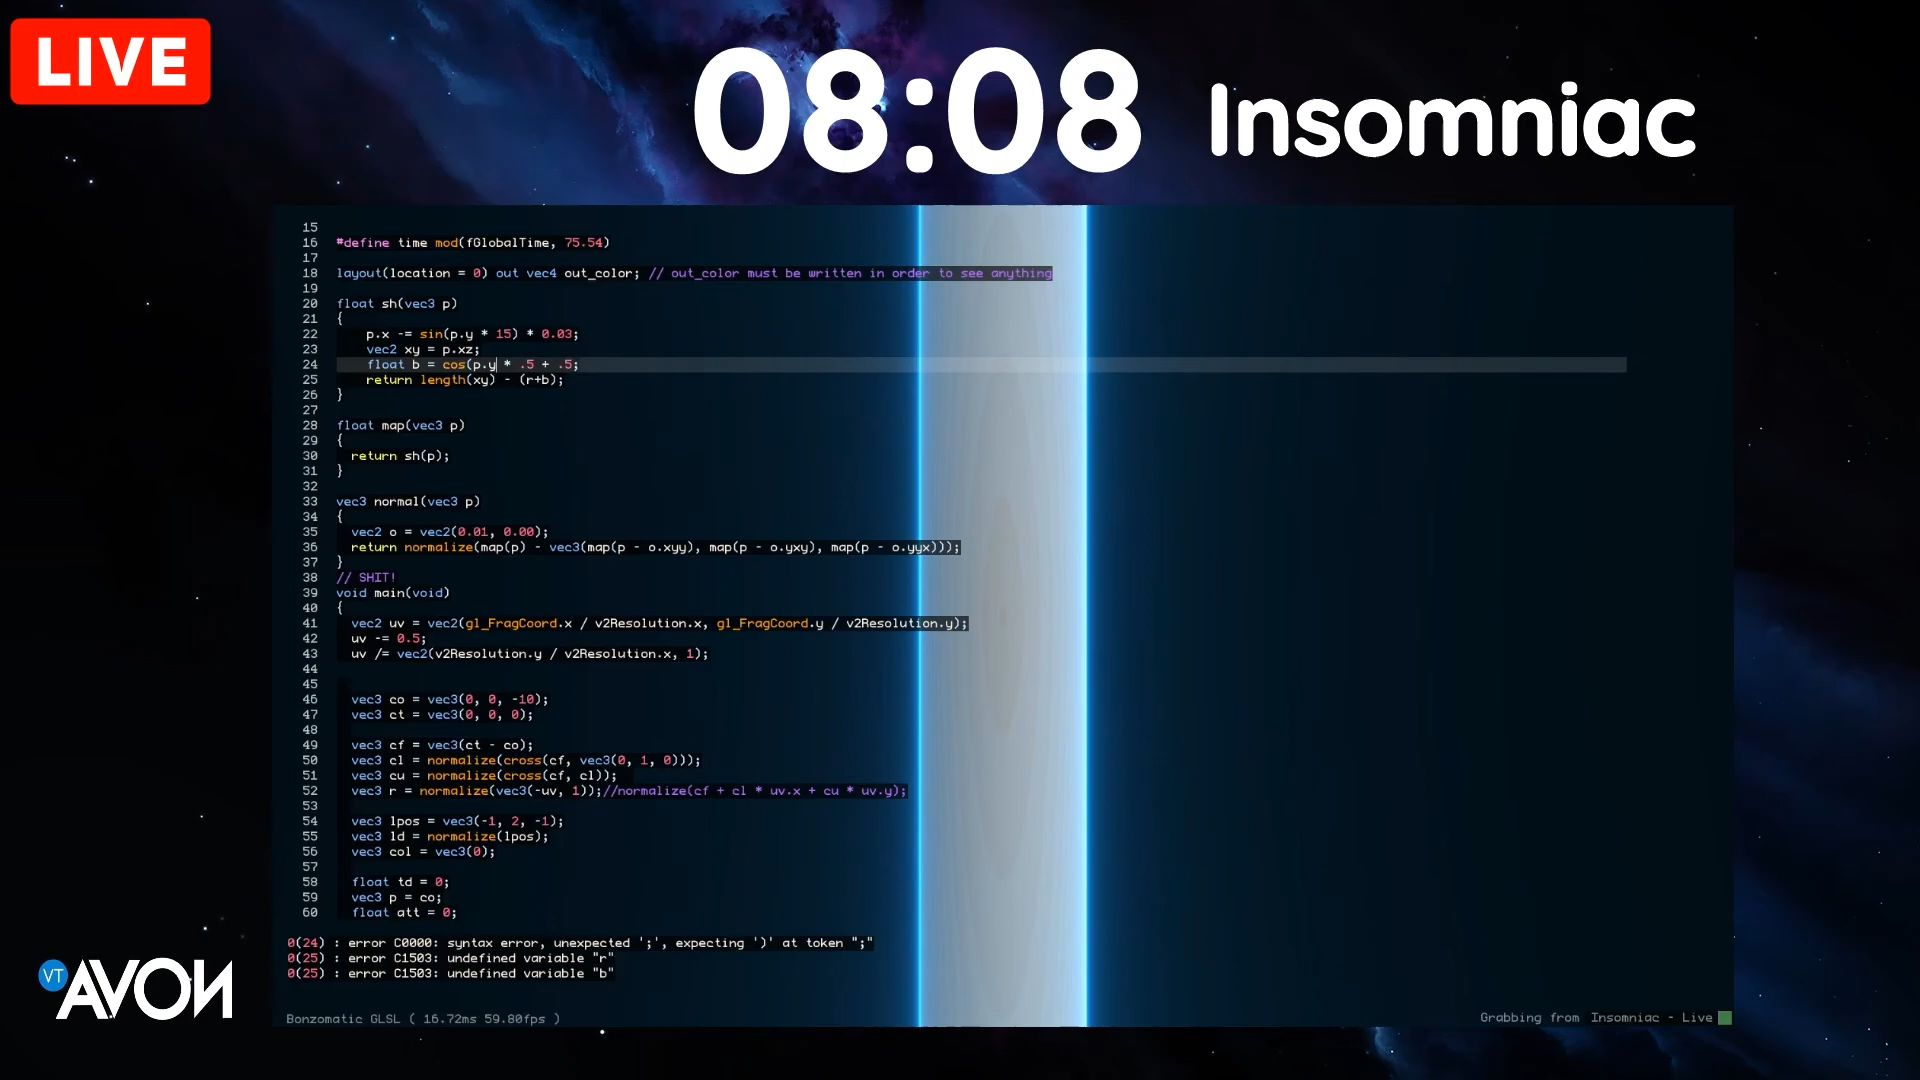 LIVE
08:08 Insomniac
15
16 #define time mod(fGlobalTime, 75.54)
17
18 layout(location = 0) out vec4 out_color; // out_color must be written in order to see anything
19
20 float sh(vec3 p)
21 {
22 p.x -= sin(p.y * 15) * 0.03;
23 vec2 xy = p.xz;
24 float b = cos(p.y * .5 + .5;
25 return length(xy) - (r+b);
26 }
27
28 float map(vec3 p)
29 {
30 return sh(p);
31 }
32
33 vec3 normal(vec3 p)
34 {
35 vec2 o = vec2(0.01, 0.00);
36 return normalize(map(p) - vec3(map(p - o.xyy), map(p - o.yxy), map(p - o.yyx)));
37 }
38 // SHIT!
39 void main(void)
40 {
41 vec2 uv = vec2(gl_FragCoord.x / v2Resolution.x, gl_FragCoord.y / v2Resolution.y);
42 uv -= 0.5;
43 uv /= vec2(v2Resolution.y / v2Resolution.x, 1);
44
45
46 vec3 co = vec3(0, 0, -10);
47 vec3 ct = vec3(0, 0, 0);
48
49 vec3 cf = vec3(ct - co);
50 vec3 cl = normalize(cross(cf, vec3(0, 1, 0)));
51 vec3 cu = normalize(cross(cf, cl));
52 vec3 r = normalize(vec3(-uv, 1));//normalize(cf + cl * uv.x + cu * uv.y);
53
54 vec3 lpos = vec3(-1, 2, -1);
55 vec3 ld = normalize(lpos);
56 vec3 col = vec3(0);
57
58 float td = 0;
59 vec3 p = co;
60 float att = 0;
0(24) : error C0000: syntax error, unexpected ';', expecting ')' at token ";"
0(25) : error C1503: undefined variable "r"
0(25) : error C1503: undefined variable "b"
VT AVON
Bonzomatic GLSL ( 16.72ms 59.80fps )
Grabbing from Insomniac - Live